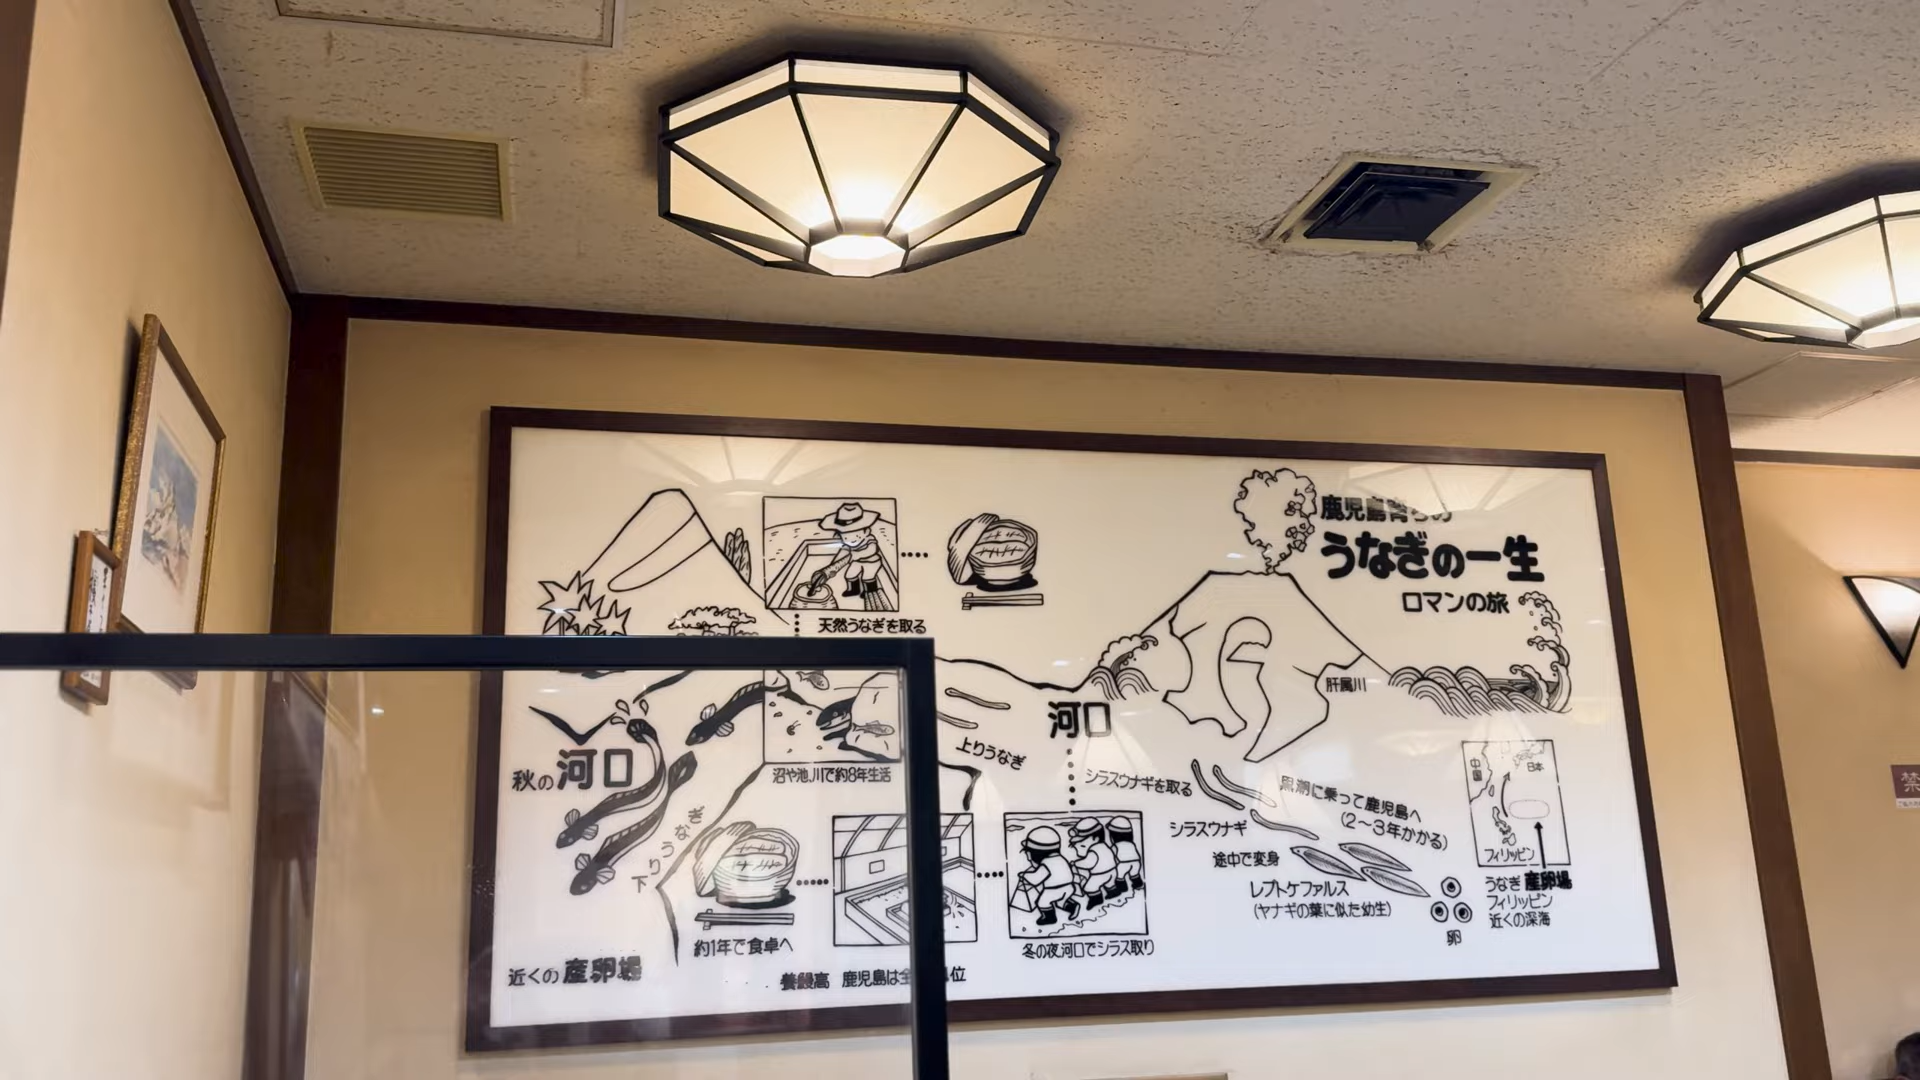 鹿児島育ちの
うなぎの一生
ロマンの旅
天然うなぎを取る
肝属川
河口
秋の河口
上りうなぎ
沼や池、川で約8年生活
シラスウナギを取る
黒潮に乗って鹿児島へ
(2〜3年かかる)
シラスウナギ
途中で変身
レプトケファルス
(ヤナギの葉に似た幼生)
卵
中国
日本
フィリッピン
うなぎ産卵場
フィリッピン
近くの深海
下りうなぎ
約1年で食卓へ
冬の夜、河口でシラス取り
近くの産卵場
養鰻高 鹿児島は全 位
禁